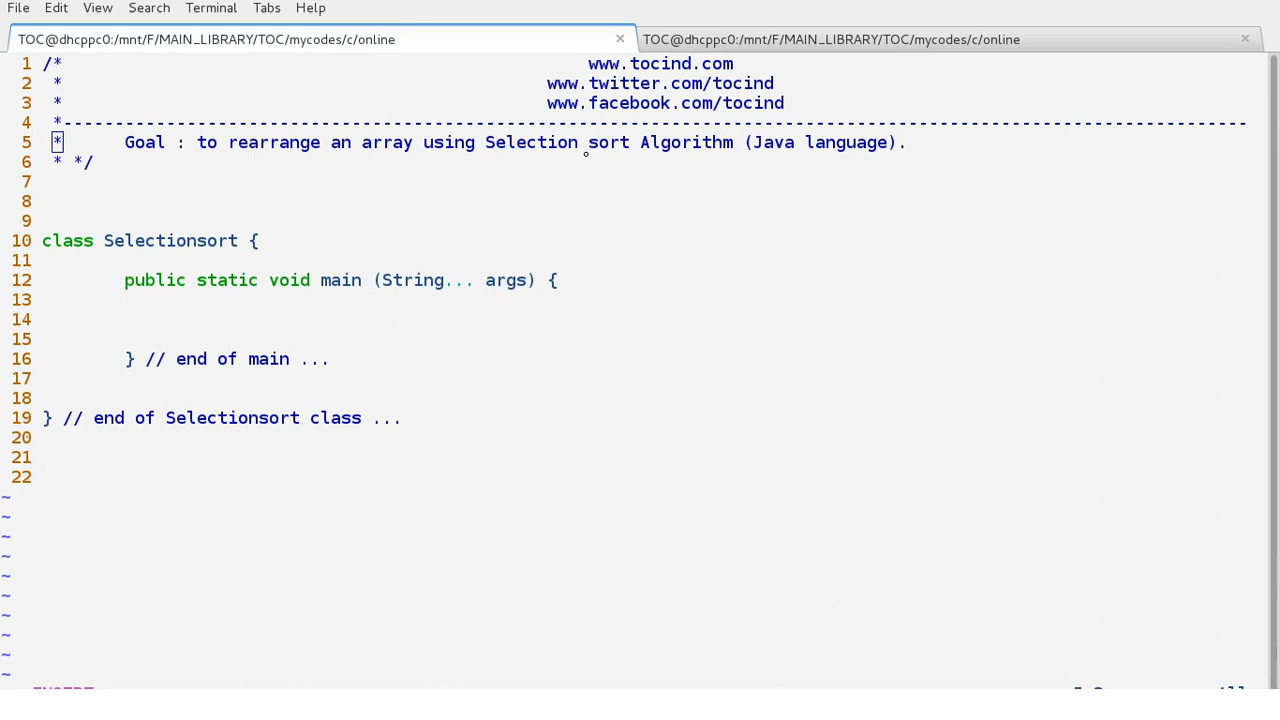 File Edit View Search Terminal Tabs Help
TOC@dhcppc0:/mnt/F/MAIN_LIBRARY/TOC/mycodes/c/online × TOC@dhcppc0:/mnt/F/MAIN_LIBRARY/TOC/mycodes/c/online ×
1 /* www.tocind.com
2 * www.twitter.com/tocind
3 * www.facebook.com/tocind
4 *-------------------------------------------------------------------------------------------------------------------
5 * Goal : to rearrange an array using Selection sort Algorithm (Java language).
6 * */
7
8
9
10 class Selectionsort {
11
12 public static void main (String... args) {
13
14
15
16 } // end of main ...
17
18
19 } // end of Selectionsort class ...
20
21
22
~
~
~
~
~
~
~
~
~
~